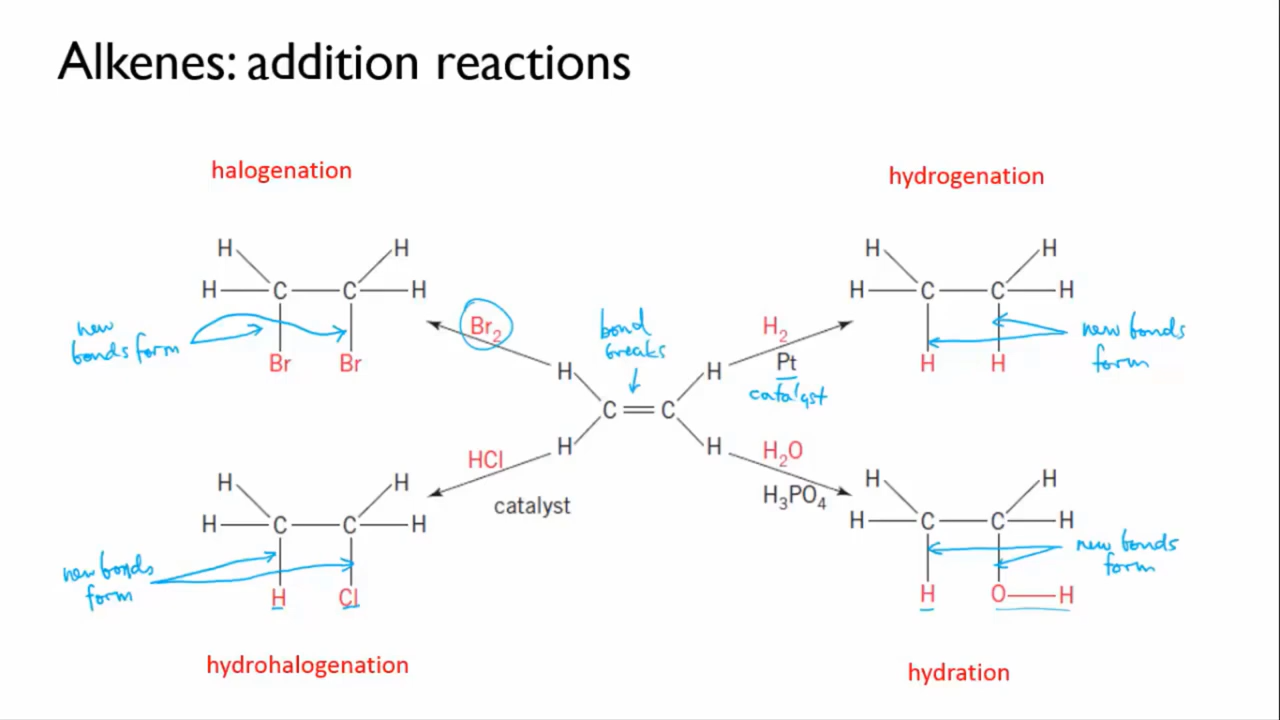 Alkenes: addition reactions
halogenation
hydrogenation
H H
H C C H
Br Br
new
bonds form
Br₂
bond
breaks
H₂
Pt
catalyst
H H
H C C H
H H
new bonds
form
H H
C C
H H
HCl
catalyst
H₂O
H₃PO₄
H H
H C C H
H Cl
new bonds
form
H H
H C C H
H O H
new bonds
form
hydrohalogenation
hydration